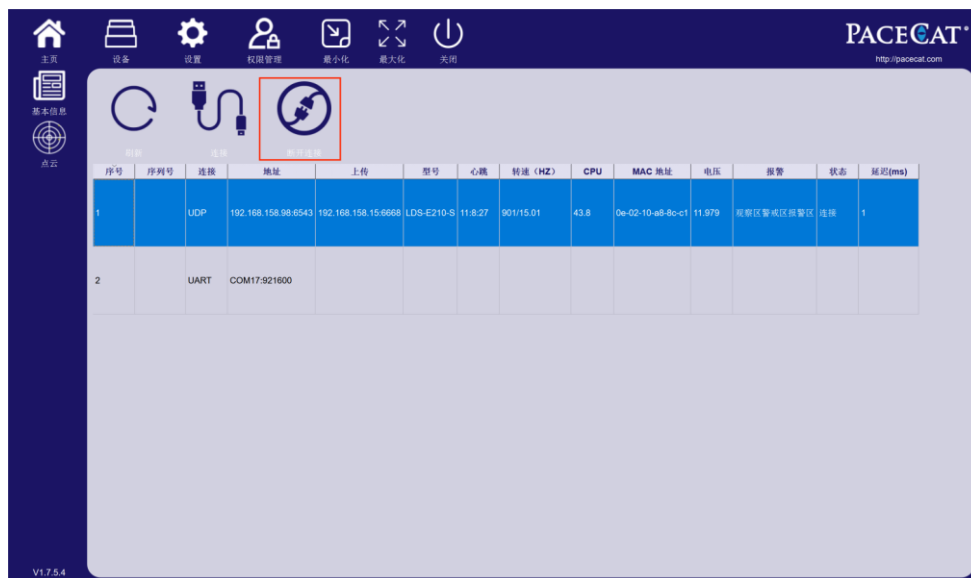 主页
设备
设置
权限管理
最小化
最大化
关闭
PACECAT
http://pacecat.com
基本信息
点云
刷新
连接
断开连接
序号 序列号 连接 地址 上传 型号 心跳 转速（HZ） CPU MAC 地址 电压 报警 状态 延迟(ms)
1 UDP 192.168.158.98:6543 192.168.158.15:6668 LDS-E210-S 11:8:27 901/15.01 43.8 0e-02-10-a8-8c-c1 11.979 观察区警戒区报警区 连接 1
2 UART COM17:921600
V1.7.5.4